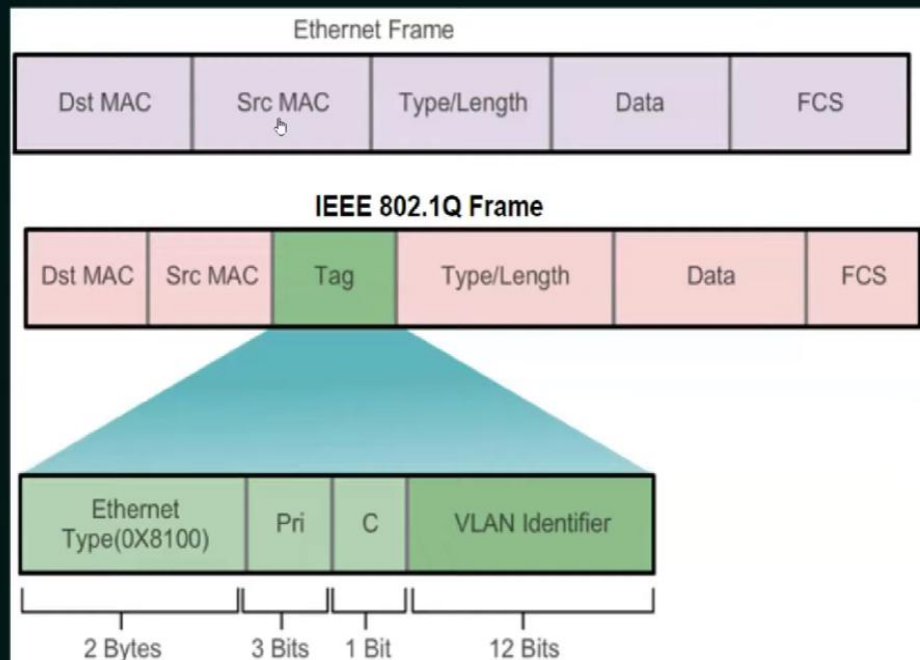 Ethernet Frame
Dst MAC Src MAC Type/Length Data FCS
IEEE 802.1Q Frame
Dst MAC Src MAC Tag Type/Length Data FCS
Ethernet
Type(0X8100) Pri C VLAN Identifier
2 Bytes 3 Bits 1 Bit 12 Bits